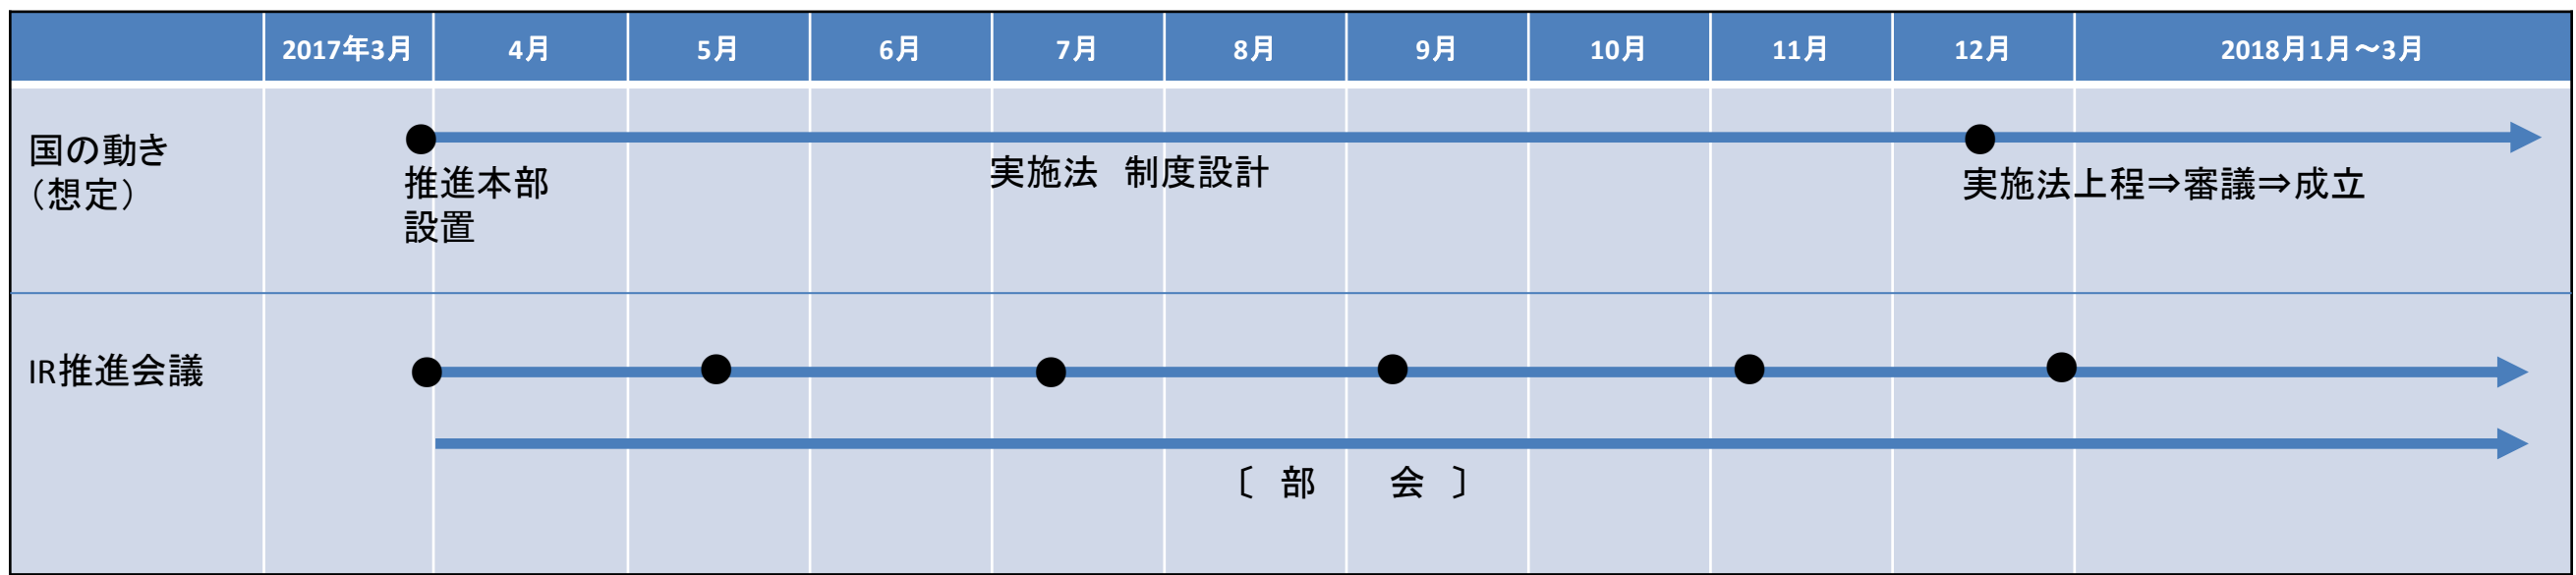 2017年3月 4月 5月 6月 7月 8月 9月 10月 11月 12月 2018月1月～3月
国の動き
（想定）
推進本部
設置
実施法　制度設計
実施法上程⇒審議⇒成立
IR推進会議
〔　部　　会　〕